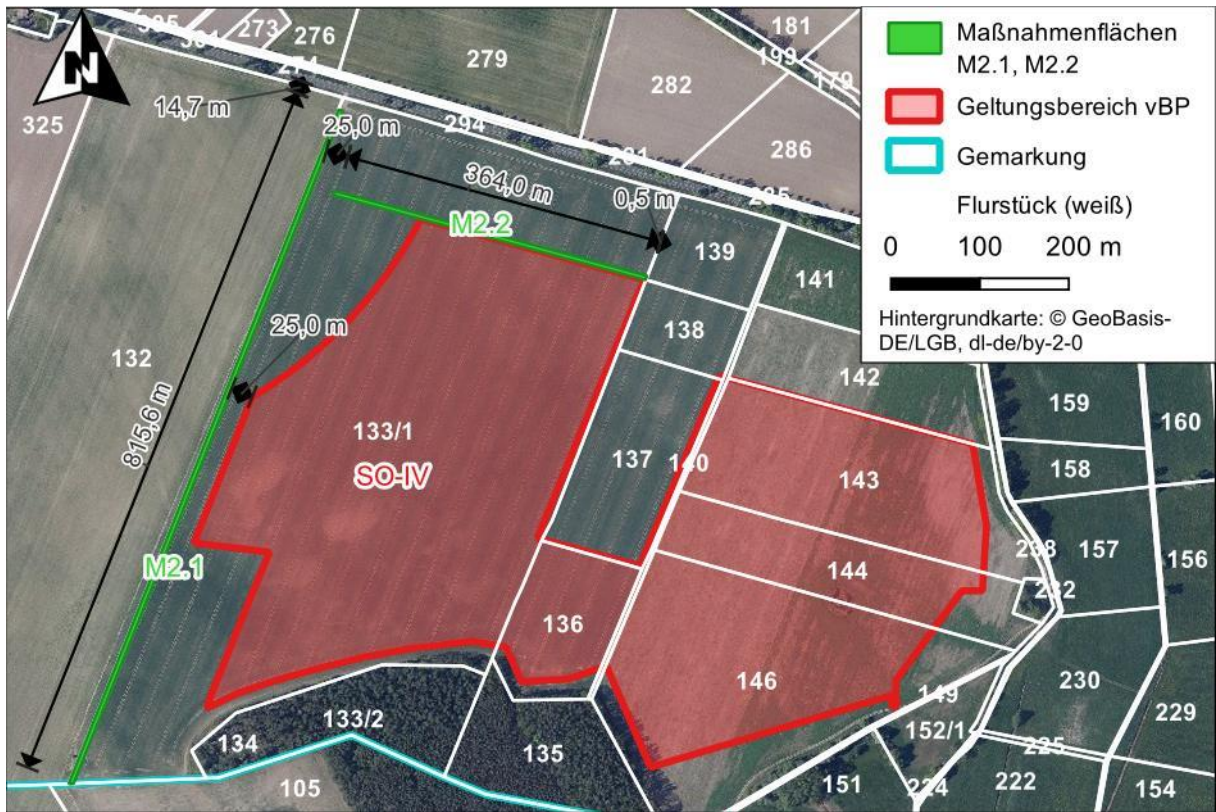 305
301
273
276
274
279
181
199
179
282
286
325
N
14,7 m
25,0 m
294
281
285
364,0 m
0,5 m
M2.2
139
141
138
25,0 m
132
815,6 m
142
133/1
SO-IV
137
140
143
159
160
158
M2.1
238
157
156
144
232
136
146
149
230
229
133/2
134
135
152/1
225
105
151
224
222
154
Maßnahmenflächen
M2.1, M2.2
Geltungsbereich vBP
Gemarkung
Flurstück (weiß)
0 100 200 m
Hintergrundkarte: © GeoBasis-
DE/LGB, dl-de/by-2-0